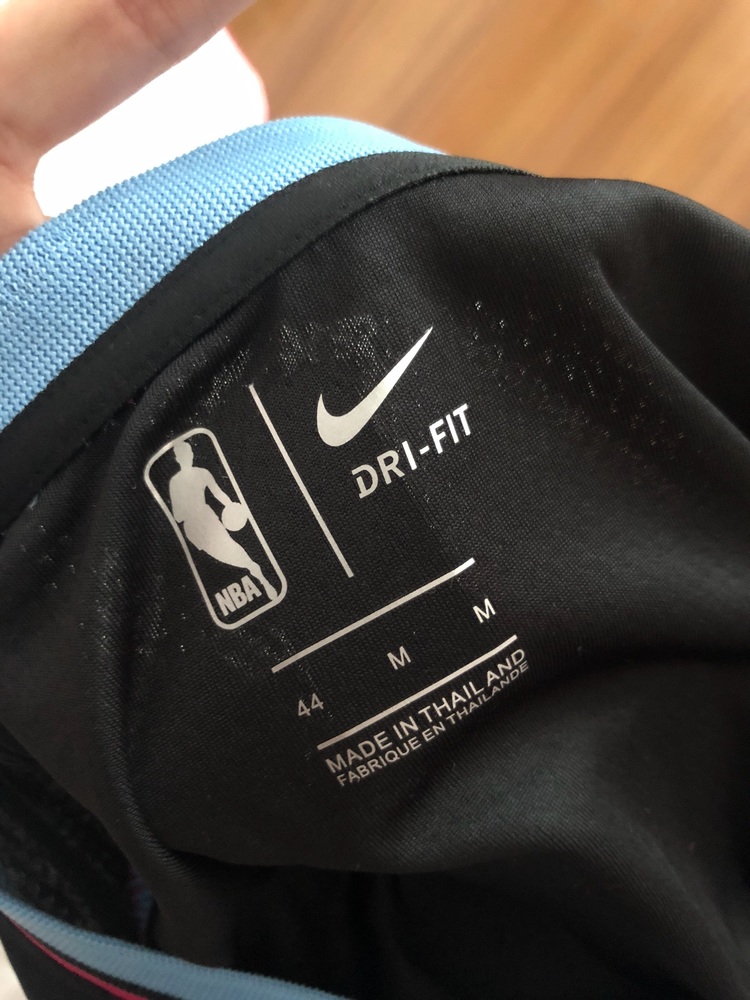 NBA
DRI-FIT
44 M M
MADE IN THAILAND
FABRIQUE EN THAILANDE